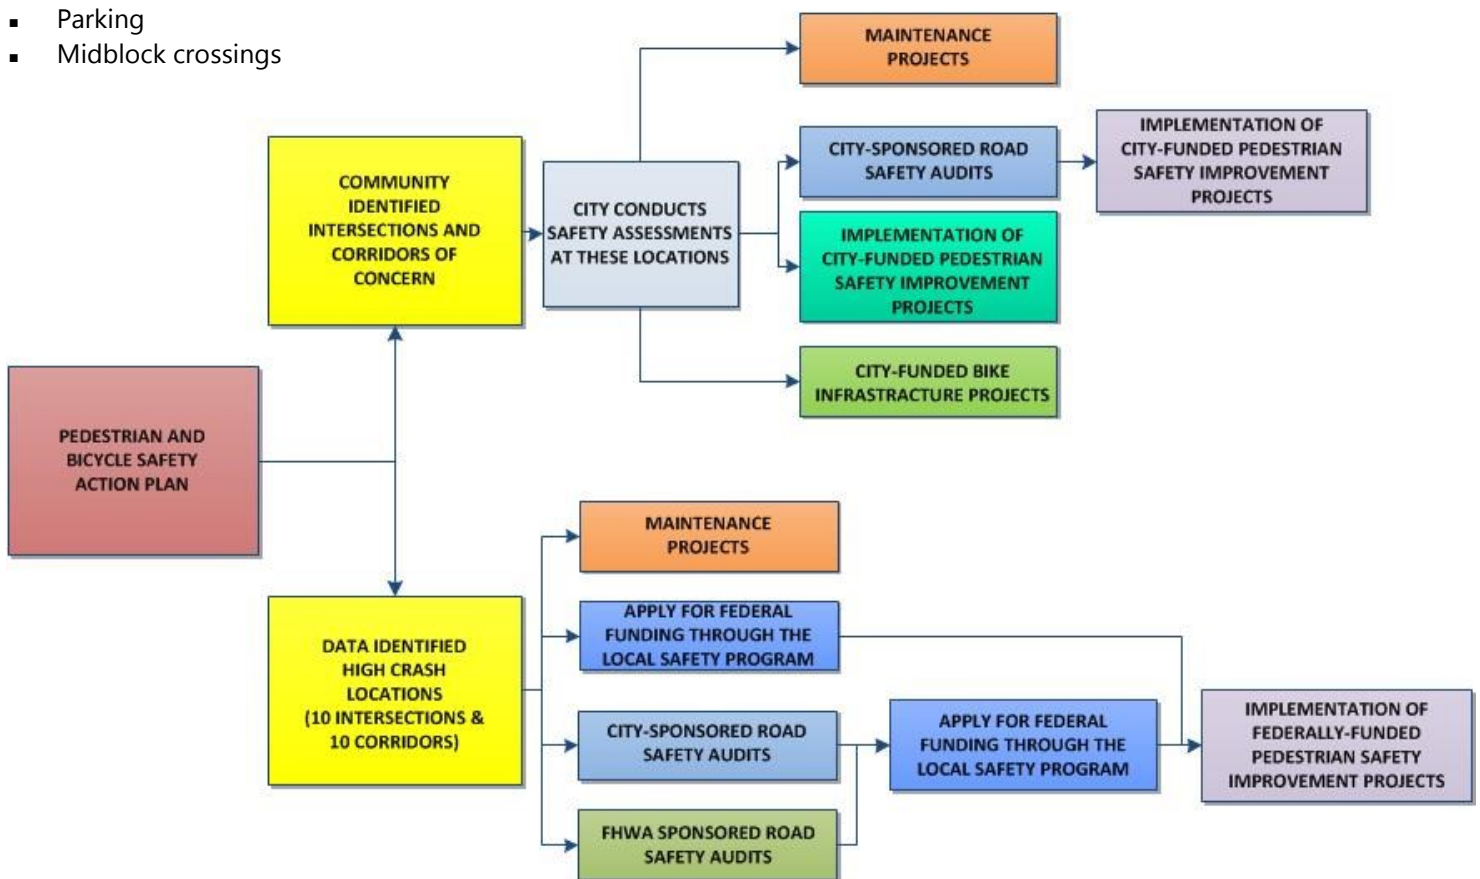 ▪ Parking
▪ Midblock crossings
MAINTENANCE
PROJECTS
COMMUNITY
IDENTIFIED
INTERSECTIONS AND
CORRIDORS OF
CONCERN
CITY CONDUCTS
SAFETY ASSESSMENTS
AT THESE LOCATIONS
CITY-SPONSORED ROAD
SAFETY AUDITS
IMPLEMENTATION OF
CITY-FUNDED PEDESTRIAN
SAFETY IMPROVEMENT
PROJECTS
IMPLEMENTATION OF
CITY-FUNDED PEDESTRIAN
SAFETY IMPROVEMENT
PROJECTS
CITY-FUNDED BIKE
INFRASTRACTURE PROJECTS
PEDESTRIAN AND
BICYCLE SAFETY
ACTION PLAN
DATA IDENTIFIED
HIGH CRASH
LOCATIONS
(10 INTERSECTIONS &
10 CORRIDORS)
MAINTENANCE
PROJECTS
APPLY FOR FEDERAL
FUNDING THROUGH THE
LOCAL SAFETY PROGRAM
CITY-SPONSORED ROAD
SAFETY AUDITS
FHWA SPONSORED ROAD
SAFETY AUDITS
APPLY FOR FEDERAL
FUNDING THROUGH THE
LOCAL SAFETY PROGRAM
IMPLEMENTATION OF
FEDERALLY-FUNDED
PEDESTRIAN SAFETY
IMPROVEMENT PROJECTS